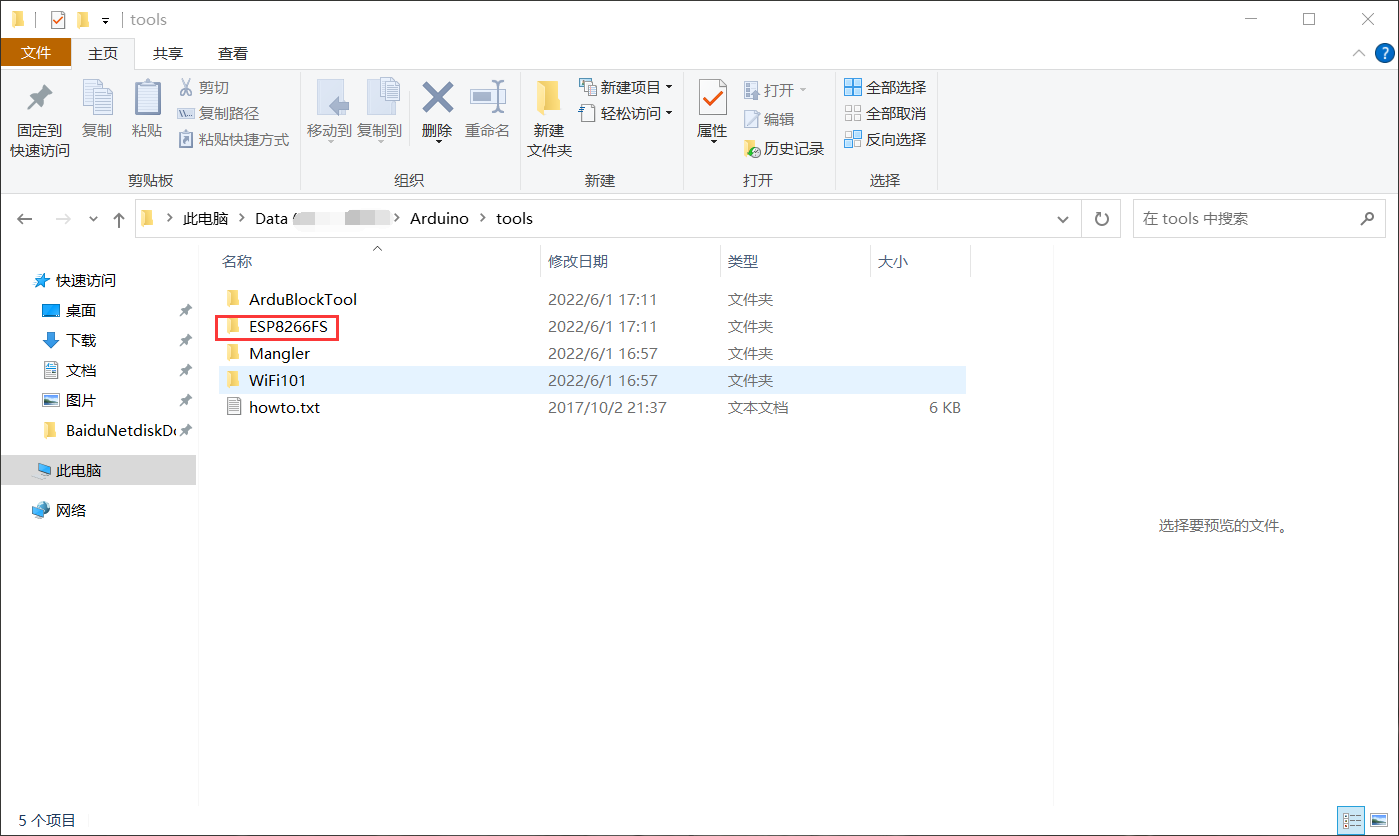 tools
文件 主页 共享 查看
固定到
快速访问
复制
粘贴
剪切
复制路径
粘贴快捷方式
剪贴板
移动到
复制到
删除
重命名
组织
新建
文件夹
新建项目
轻松访问
新建
属性
打开
编辑
历史记录
打开
全部选择
全部取消
反向选择
选择
此电脑 Data Arduino tools
在 tools 中搜索
快速访问
桌面
下载
文档
图片
此电脑
网络
名称 修改日期 类型 大小
ArduBlockTool 2022/6/1 17:11 文件夹
ESP8266FS 2022/6/1 17:11 文件夹
Mangler 2022/6/1 16:57 文件夹
WiFi101 2022/6/1 16:57 文件夹
howto.txt 2017/10/2 21:37 文本文档 6 KB
选择要预览的文件。
5 个项目